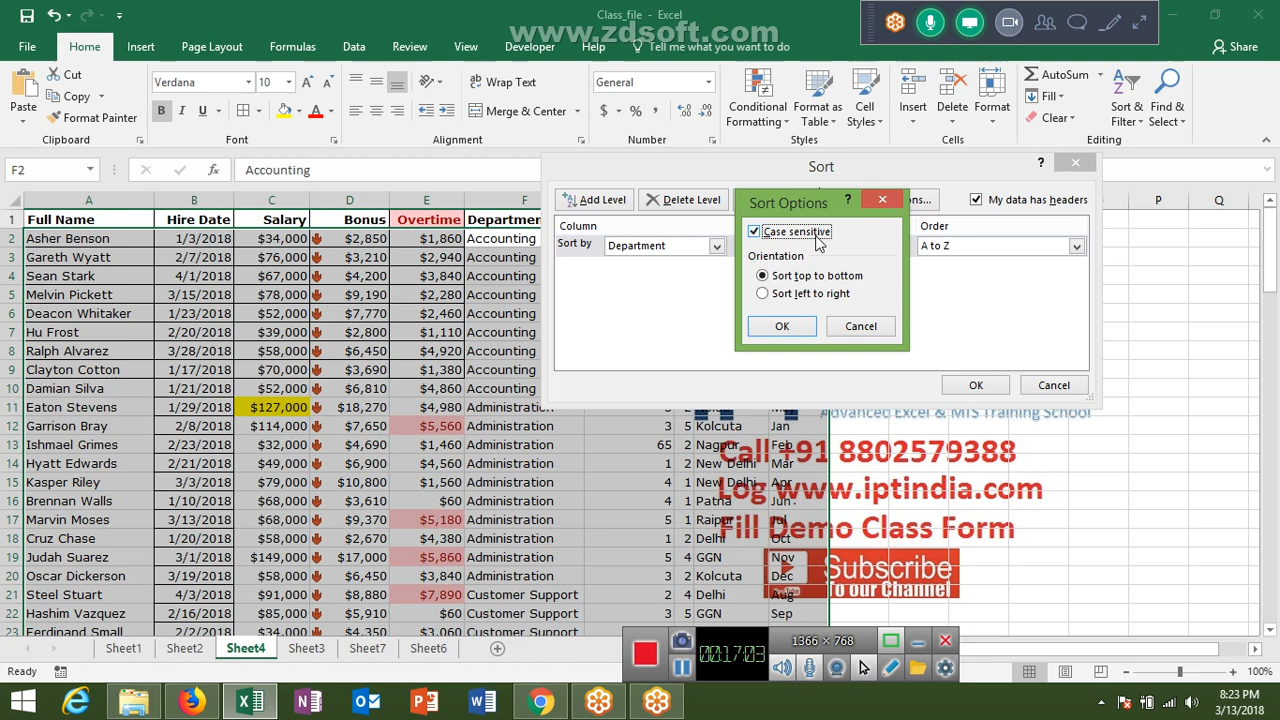 Class_file - Excel
www.zdsoft.com
File Home Insert Page Layout Formulas Data Review View Developer Help Tell me what you want to do Share
Paste
Cut
Copy
Format Painter
Clipboard
Verdana 10
B I U
Font
Wrap Text
Merge & Center
Alignment
General
$ % ,
Number
Conditional Formatting
Format as Table
Cell Styles
Styles
Insert Delete Format
Cells
AutoSum
Fill
Clear
Sort & Filter
Find & Select
Editing
F2 fx Accounting
Sort
Add Level Delete Level My data has headers
Column Order
Sort by Department A to Z
OK Cancel
Sort Options
Case sensitive
Orientation
Sort top to bottom
Sort left to right
OK Cancel
A B C D E F P Q
1 Full Name Hire Date Salary Bonus Overtime Department
2 Asher Benson 1/3/2018 $34,000 $2,850 $1,860 Accounting
3 Gareth Wyatt 2/7/2018 $76,000 $3,210 $2,940 Accounting
4 Sean Stark 4/1/2018 $67,000 $4,200 $3,840 Accounting
5 Melvin Pickett 3/15/2018 $78,000 $9,190 $2,280 Accounting
6 Deacon Whitaker 1/23/2018 $52,000 $7,770 $2,460 Accounting
7 Hu Frost 2/20/2018 $39,000 $2,800 $1,110 Accounting
8 Ralph Alvarez 3/28/2018 $58,000 $6,450 $4,920 Accounting
9 Clayton Cotton 1/17/2018 $70,000 $3,690 $1,380 Accounting
10 Damian Silva 1/21/2018 $52,000 $6,810 $4,860 Accounting
11 Eaton Stevens 1/29/2018 $127,000 $18,270 $4,980 Administration
12 Garrison Bray 2/8/2018 $114,000 $7,650 $5,560 Administration 3 5 Kolcuta Jan
13 Ishmael Grimes 2/23/2018 $32,000 $4,690 $1,460 Administration 65 2 Nagpur Feb
14 Hyatt Edwards 2/21/2018 $49,000 $6,900 $4,560 Administration 1 2 New Delhi Mar
15 Kasper Riley 3/3/2018 $79,000 $10,800 $1,560 Administration 4 1 New Delhi Apr
16 Brennan Walls 1/10/2018 $68,000 $3,610 $60 Administration 4 1 Patna Jun
17 Marvin Moses 3/13/2018 $68,000 $9,370 $5,180 Administration 5 1 Raipur Jul
18 Cruz Chase 1/2/2018 $36,000 $2,670 $4,380 Administration 1 2 Delhi Oct
19 Judah Suarez 3/1/2018 $149,000 $17,000 $5,860 Administration 5 4 GGN Nov
20 Oscar Dickerson 3/19/2018 $58,000 $6,450 $3,840 Administration 3 2 Kolcuta Dec
21 Steel Stuart 4/3/2018 $91,000 $8,880 $7,890 Customer Support 2 4 Delhi Aug
22 Hashim Vazquez 2/16/2018 $85,000 $5,910 $60 Customer Support 3 5 GGN Sep
23 Ferdinand Small 2/2/2018 $34,000 $4,350 $3,060 Customer Support
Advanced Excel & MIS Training School
Call +91 8802579388
Log www.iptindia.com
Fill Demo Class Form
Subscribe
To our Channel
Sheet1 Sheet2 Sheet4 Sheet3 Sheet7 Sheet6
00:17:03
1366 × 768
Ready
100%
8:23 PM
3/13/2018